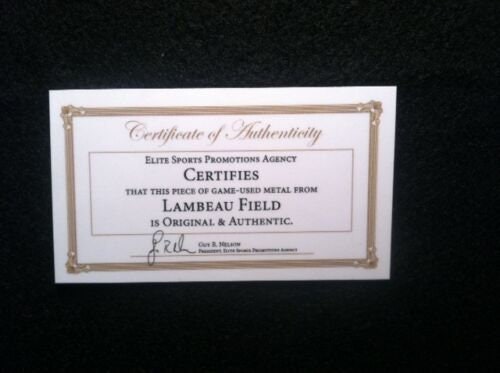 Certificate of Authenticity
Elite Sports Promotions Agency
Certifies
that this piece of game-used metal from
Lambeau Field
is Original & Authentic.
Guy R. Nelson
President, Elite Sports Promotions Agency